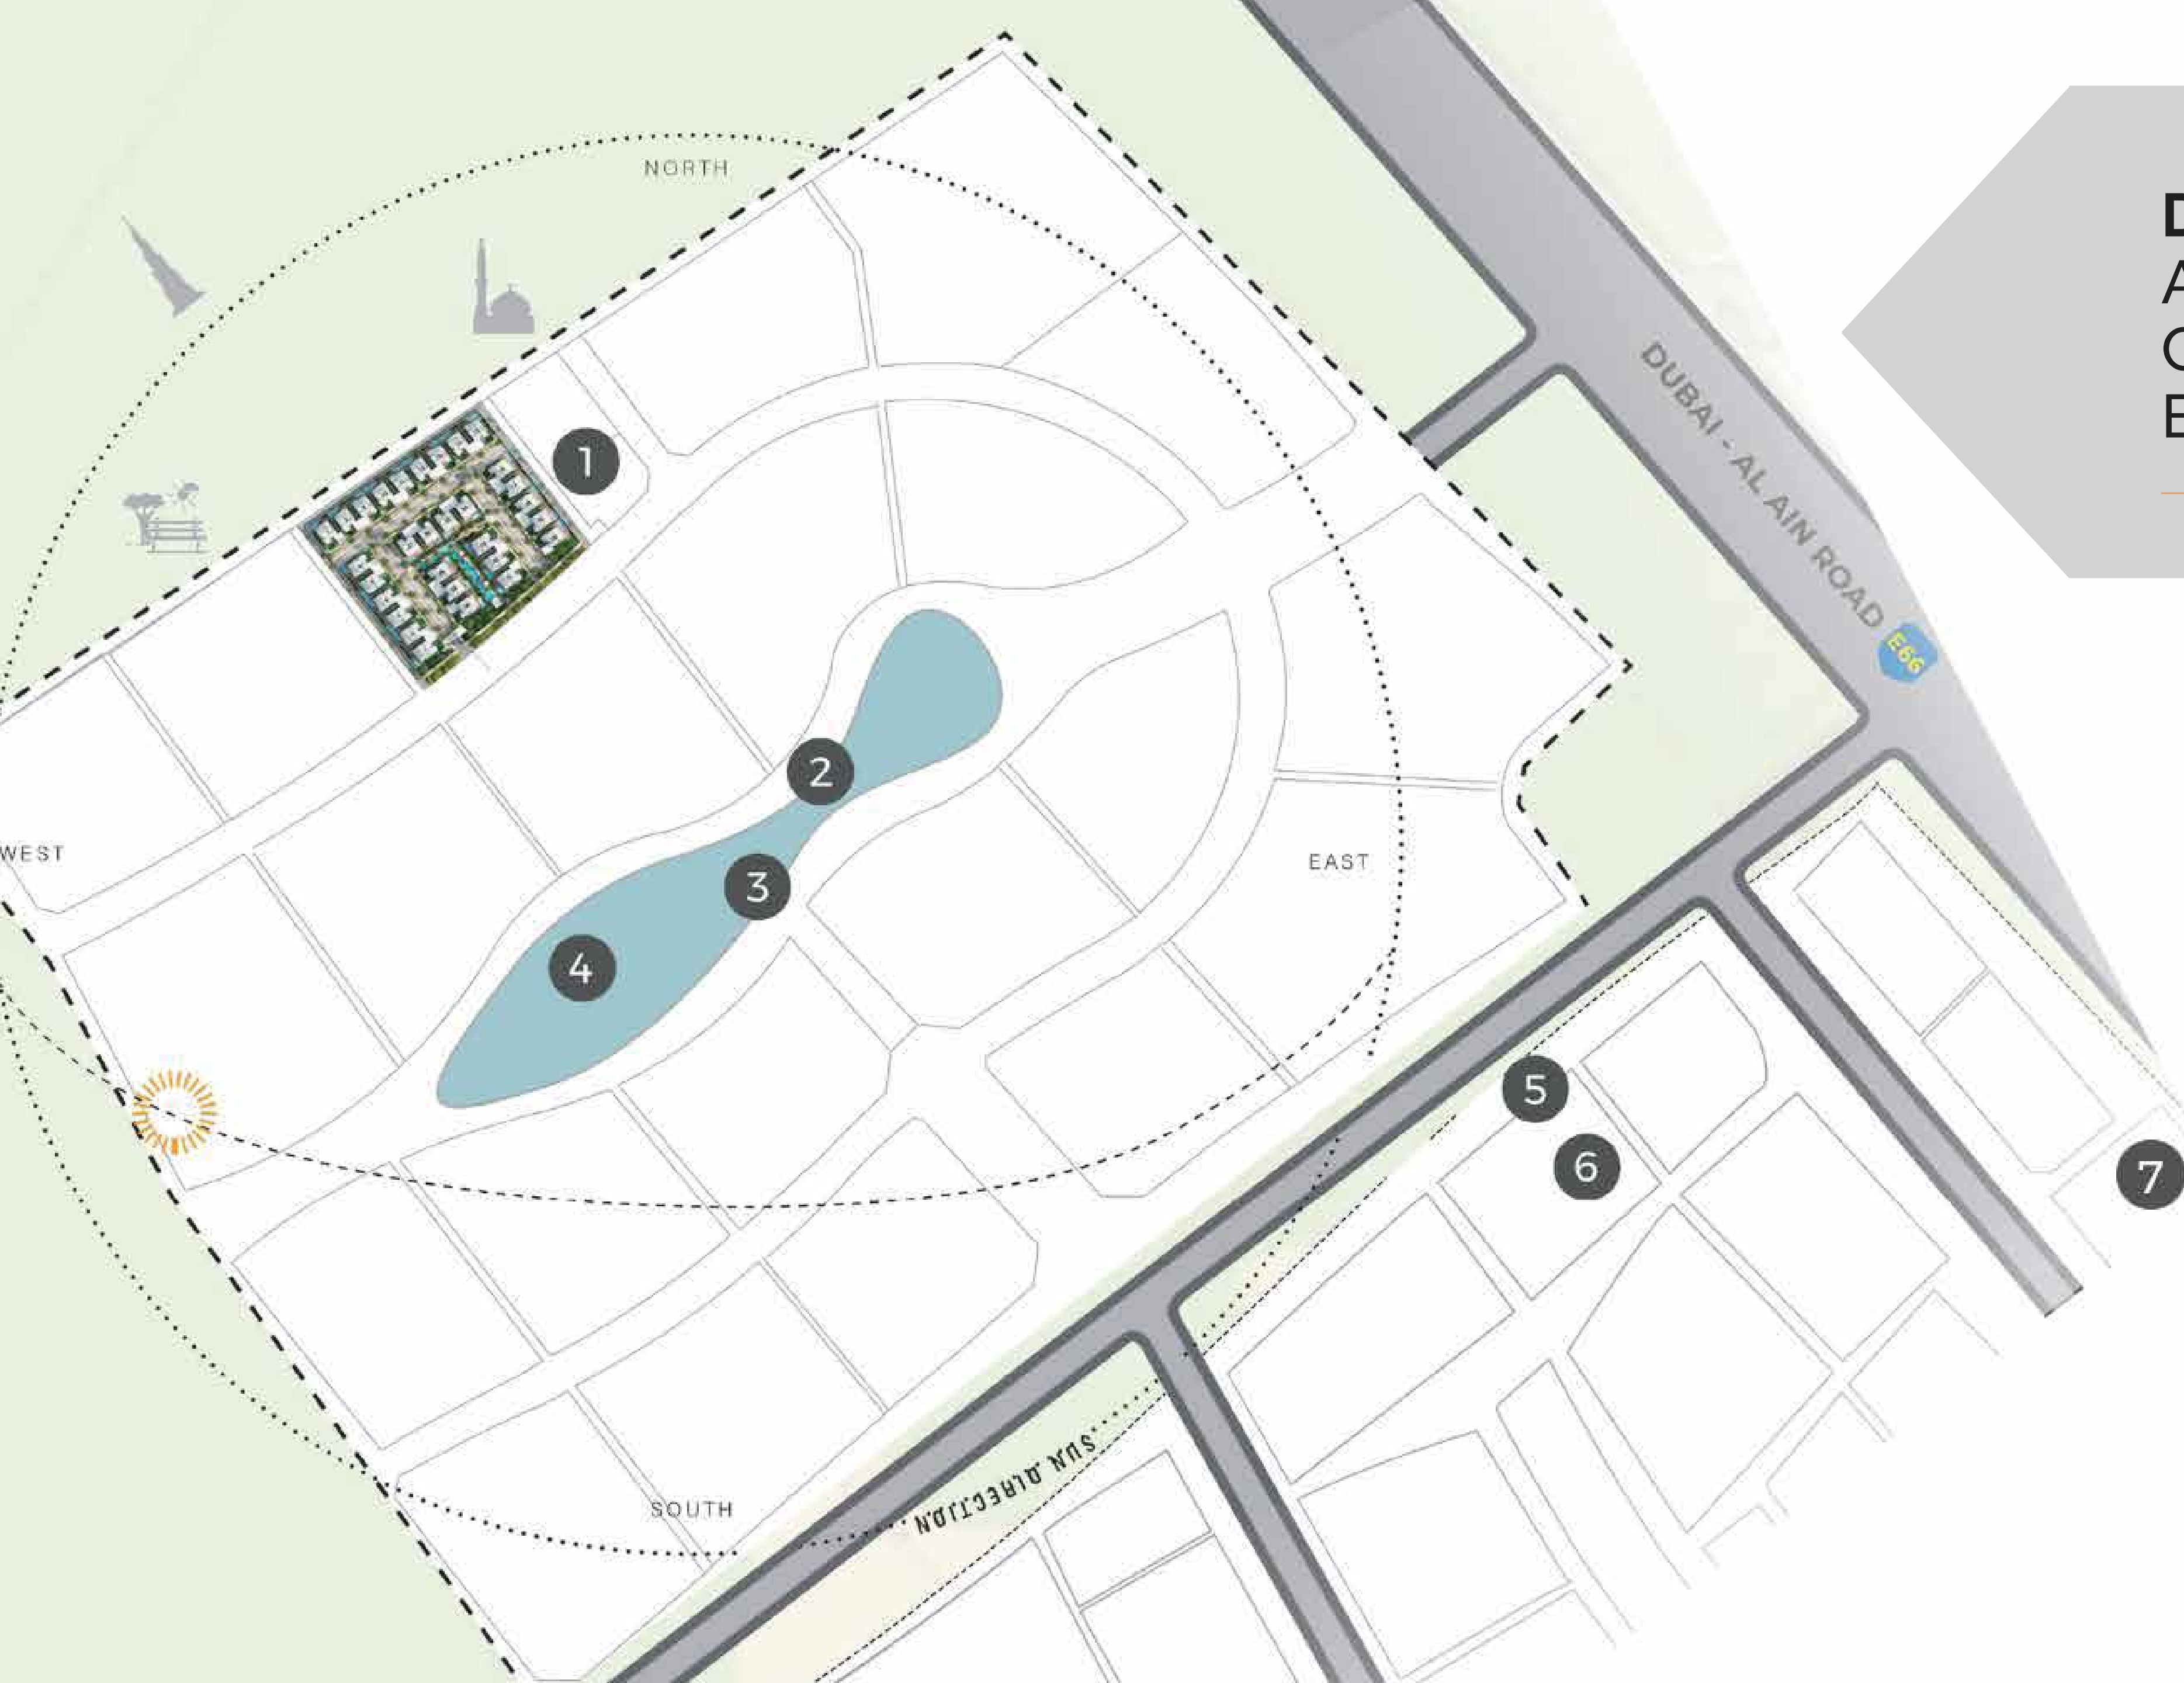 NORTH
DUBAI - AL AIN ROAD
E66
1
2
WEST
EAST
3
4
5
6
7
SOUTH
SUN DIRECTION
D
A
E